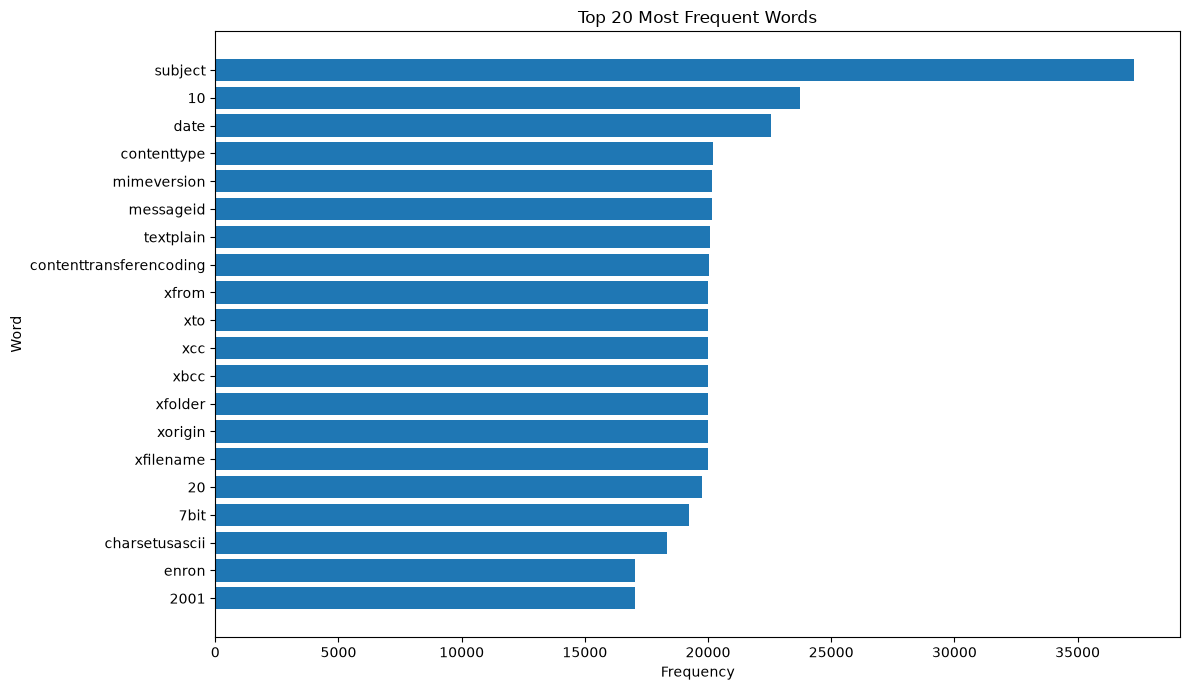 Top 20 Most Frequent Words
subject
10
date
contenttype
mimeversion
messageid
textplain
contenttransferencoding
xfrom
xto
xcc
xbcc
xfolder
xorigin
xfilename
20
7bit
charsetusascii
enron
2001
Word
0 5000 10000 15000 20000 25000 30000 35000
Frequency